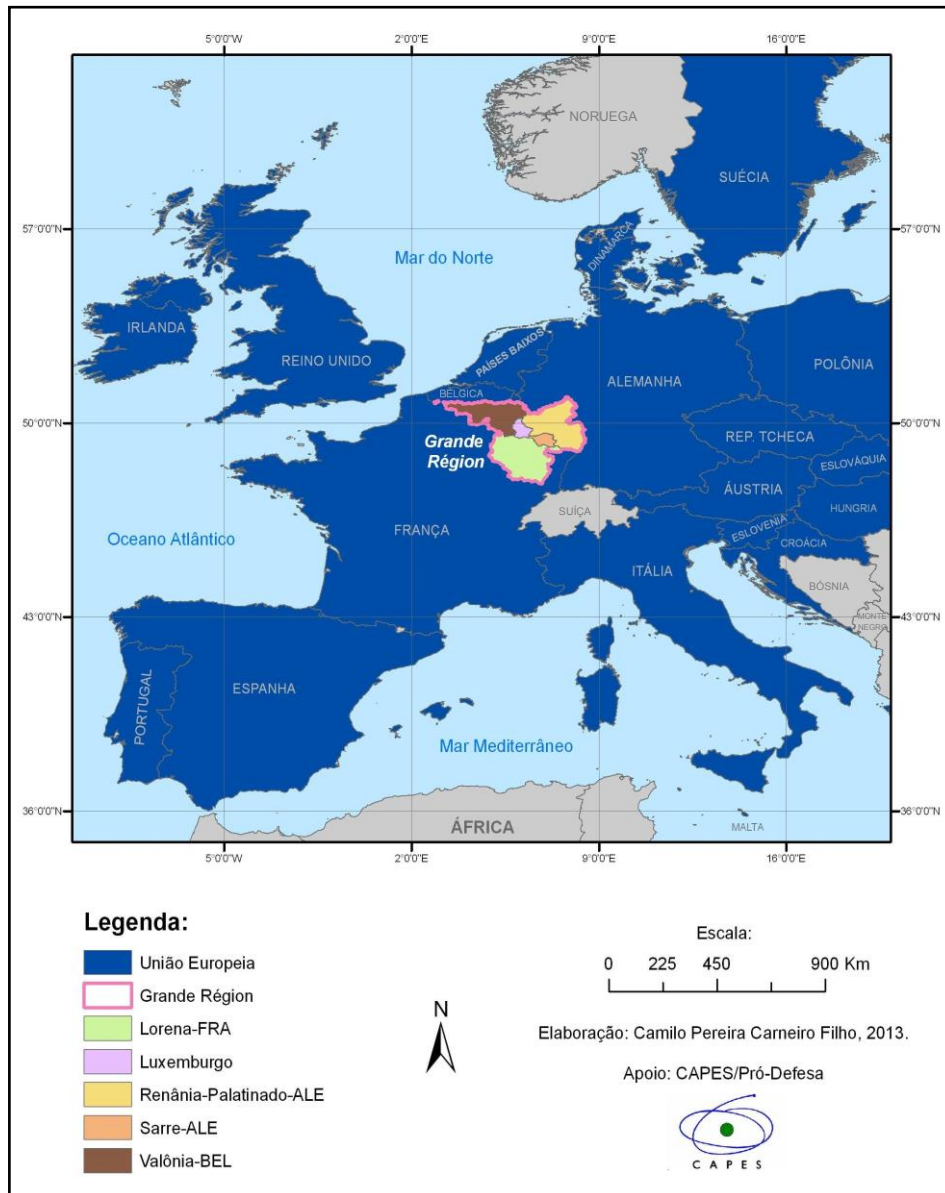 5°0'0"W 2°0'0"E 9°0'0"E 16°0'0"E
NORUEGA
SUÉCIA
57°0'0"N 57°0'0"N
Mar do Norte
DINAMARCA
IRLANDA
REINO UNIDO
PAÍSES BAIXOS
ALEMANHA
POLÔNIA
BÉLGICA
50°0'0"N 50°0'0"N
Grande
Région
REP. TCHECA
ESLOVÁQUIA
ÁUSTRIA
SUÍÇA
HUNGRIA
FRANÇA
ESLOVENIA
Oceano Atlântico
CROÁCIA
ITÁLIA
BÓSNIA
43°0'0"N 43°0'0"N
MONTE
NEGRO
PORTUGAL
ESPANHA
Mar Mediterrâneo
36°0'0"N 36°0'0"N
ÁFRICA
MALTA
5°0'0"W 2°0'0"E 9°0'0"E 16°0'0"E
Legenda:
União Europeia
Grande Région
Lorena-FRA
Luxemburgo
Renânia-Palatinado-ALE
Sarre-ALE
Valônia-BEL
N
Escala:
0 225 450 900 Km
Elaboração: Camilo Pereira Carneiro Filho, 2013.
Apoio: CAPES/Pró-Defesa
CAPES